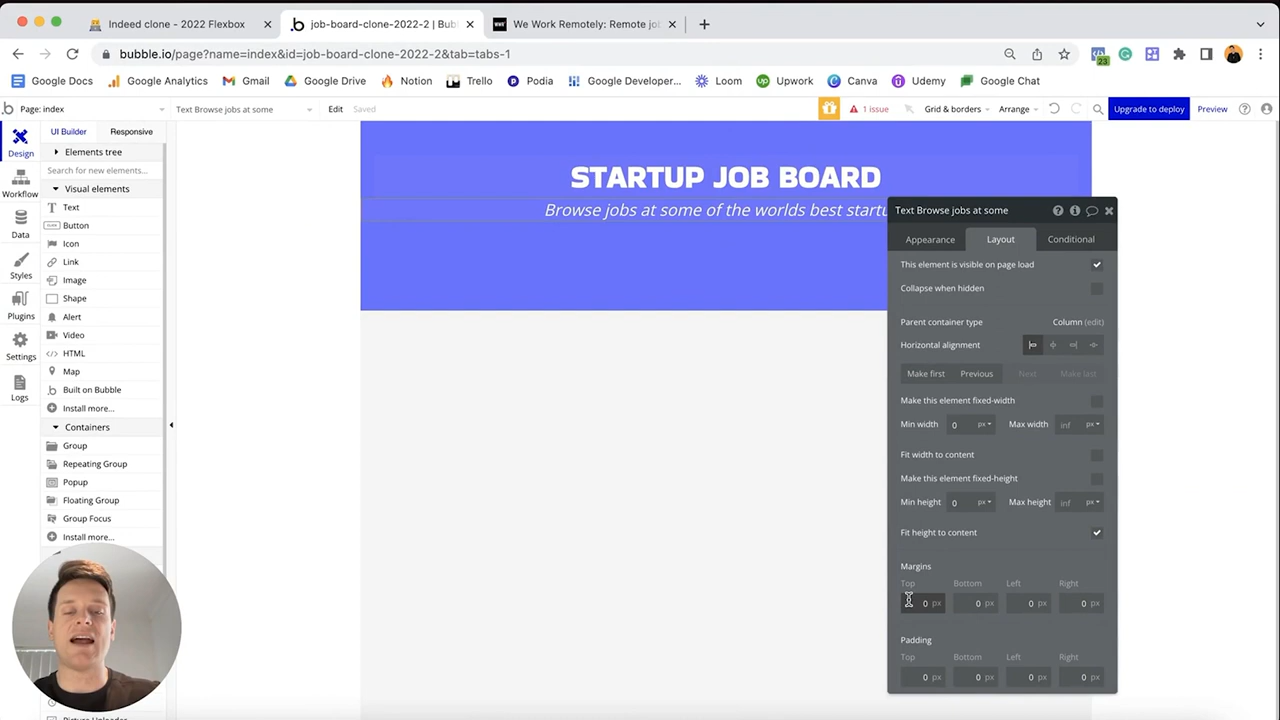 Indeed clone - 2022 Flexbox
job-board-clone-2022-2 | Bubl
We Work Remotely: Remote jol
bubble.io/page?name=index&id=job-board-clone-2022-2&tab=tabs-1
23
Google Docs
Google Analytics
Gmail
Google Drive
Notion
Trello
Podia
Google Developer...
Loom
Upwork
Canva
Udemy
Google Chat
Page: index
Text Browse jobs at some
Edit
Saved
1 issue
Grid & borders
Arrange
Upgrade to deploy
Preview
Design
Workflow
Data
Styles
Plugins
Settings
Logs
UI Builder
Responsive
Elements tree
Search for new elements...
Visual elements
Text
Button
Icon
Link
Image
Shape
Alert
Video
HTML
Map
Built on Bubble
Install more...
Containers
Group
Repeating Group
Popup
Floating Group
Group Focus
Install more...
STARTUP JOB BOARD
Browse jobs at some of the worlds best startu
Text Browse jobs at some
Appearance
Layout
Conditional
This element is visible on page load
Collapse when hidden
Parent container type Column (edit)
Horizontal alignment
Make first Previous Next Make last
Make this element fixed-width
Min width 0 px Max width inf px
Fit width to content
Make this element fixed-height
Min height 0 px Max height inf px
Fit height to content
Margins
Top Bottom Left Right
0 px 0 px 0 px 0 px
Padding
Top Bottom Left Right
0 px 0 px 0 px 0 px